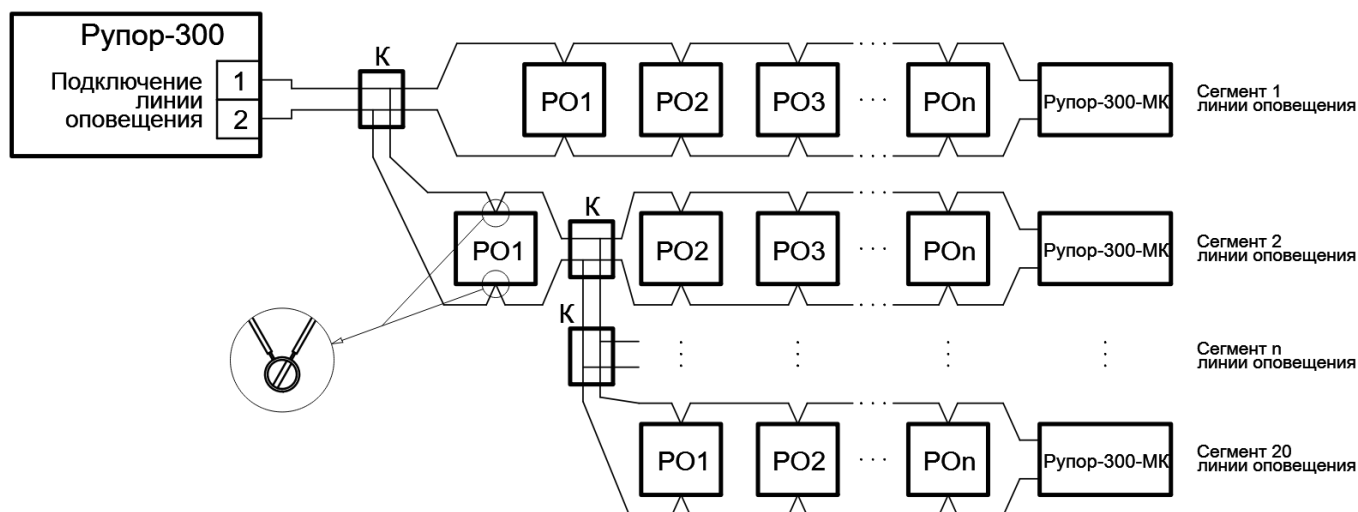 Рупор-300
Подключение
линии
оповещения
1
2
К
РО1
РО2
РО3
· · ·
РОn
Рупор-300-МК
Сегмент 1
линии оповещения
РО1
К
РО2
РО3
· · ·
РОn
Рупор-300-МК
Сегмент 2
линии оповещения
К
Сегмент n
линии оповещения
РО1
РО2
· · ·
РОn
Рупор-300-МК
Сегмент 20
линии оповещения